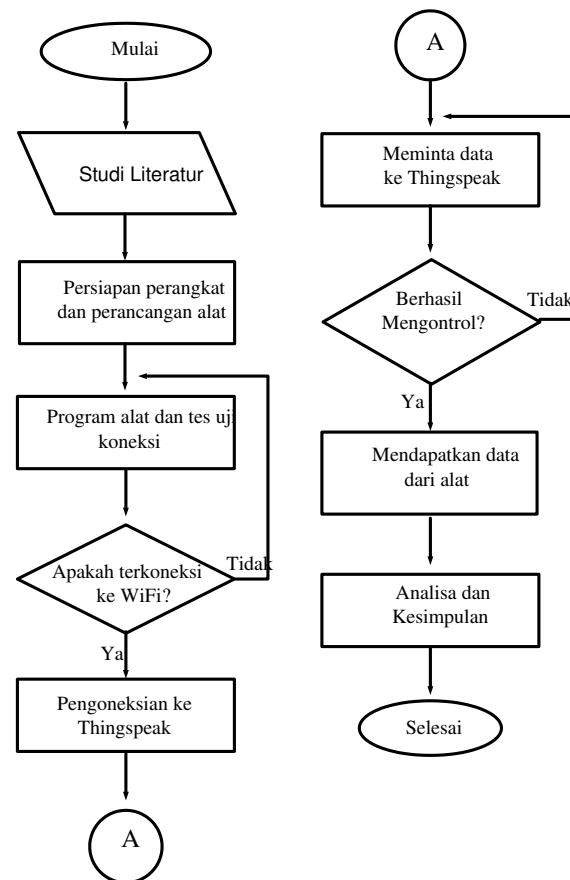 Mulai
Studi Literatur
Persiapan perangkat
dan perancangan alat
Program alat dan tes uji
koneksi
Apakah terkoneksi
ke WiFi?
Tidak
Ya
Pengoneksian ke
Thingspeak
A
A
Meminta data
ke Thingspeak
Berhasil
Mengontrol?
Tidak
Ya
Mendapatkan data
dari alat
Analisa dan
Kesimpulan
Selesai